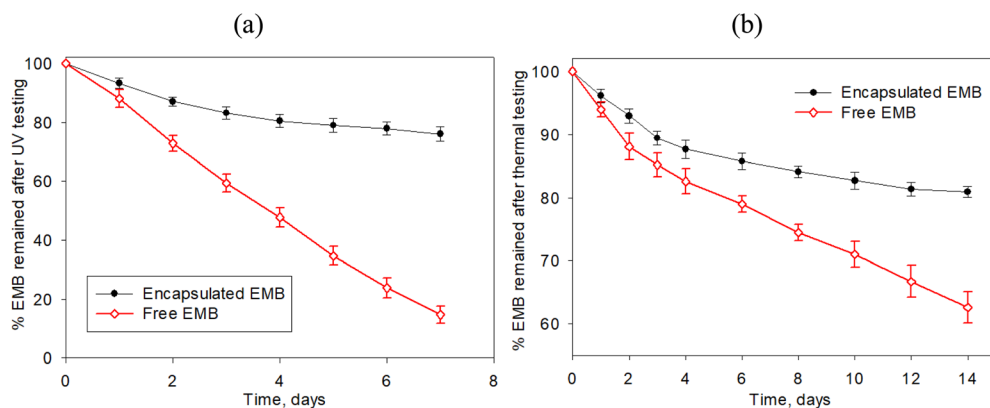 (a)
% EMB remained after UV testing
100
80
60
40
20
0
Encapsulated EMB
Free EMB
0 2 4 6 8
Time, days
(b)
% EMB remained after thermal testing
100
90
80
70
60
Encapsulated EMB
Free EMB
0 2 4 6 8 10 12 14
Time, days